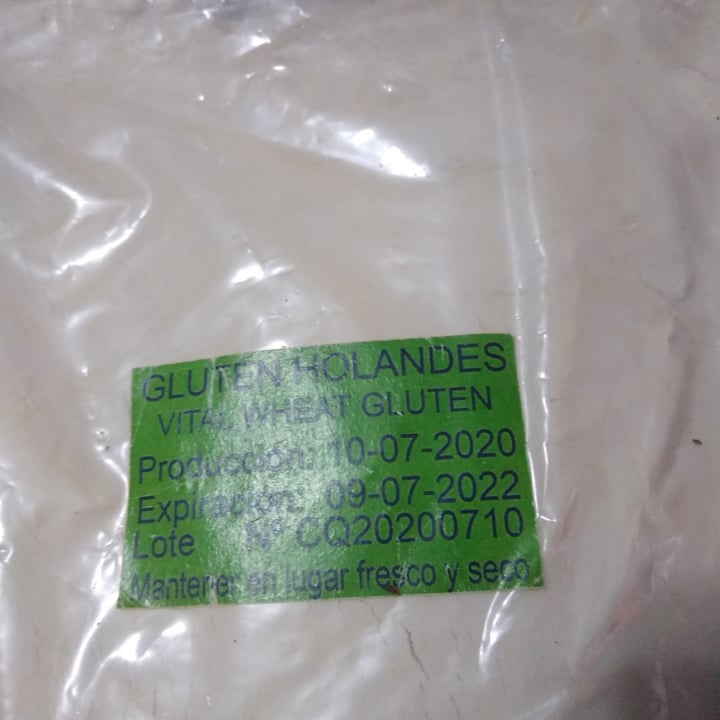 GLUTEN HOLANDES
VITAL WHEAT GLUTEN
Producción: 10-07-2020
Expiración: 09-07-2022
Lote Nº CQ20200710
Mantener en lugar fresco y seco